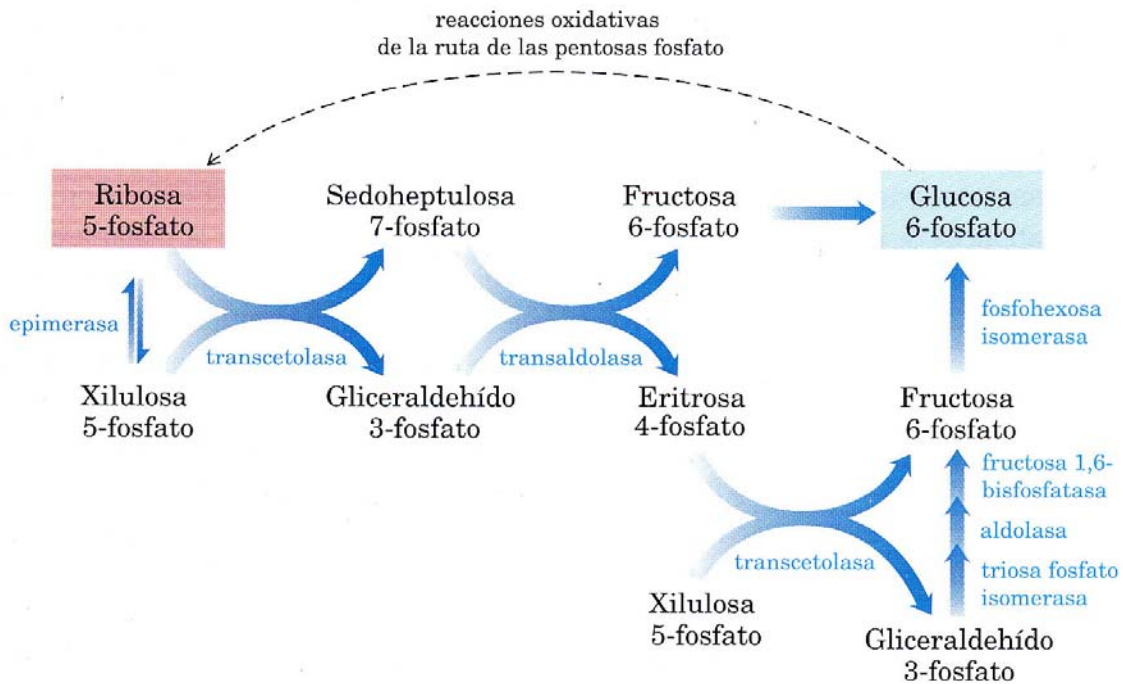 reacciones oxidativas
de la ruta de las pentosas fosfato
Ribosa
5-fosfato
Sedoheptulosa
7-fosfato
Fructosa
6-fosfato
Glucosa
6-fosfato
epimerasa
transcetolasa
transaldolasa
fosfohexosa
isomerasa
Xilulosa
5-fosfato
Gliceraldehído
3-fosfato
Eritrosa
4-fosfato
Fructosa
6-fosfato
fructosa 1,6-
bisfosfatasa
aldolasa
transcetolasa
triosa fosfato
isomerasa
Xilulosa
5-fosfato
Gliceraldehído
3-fosfato